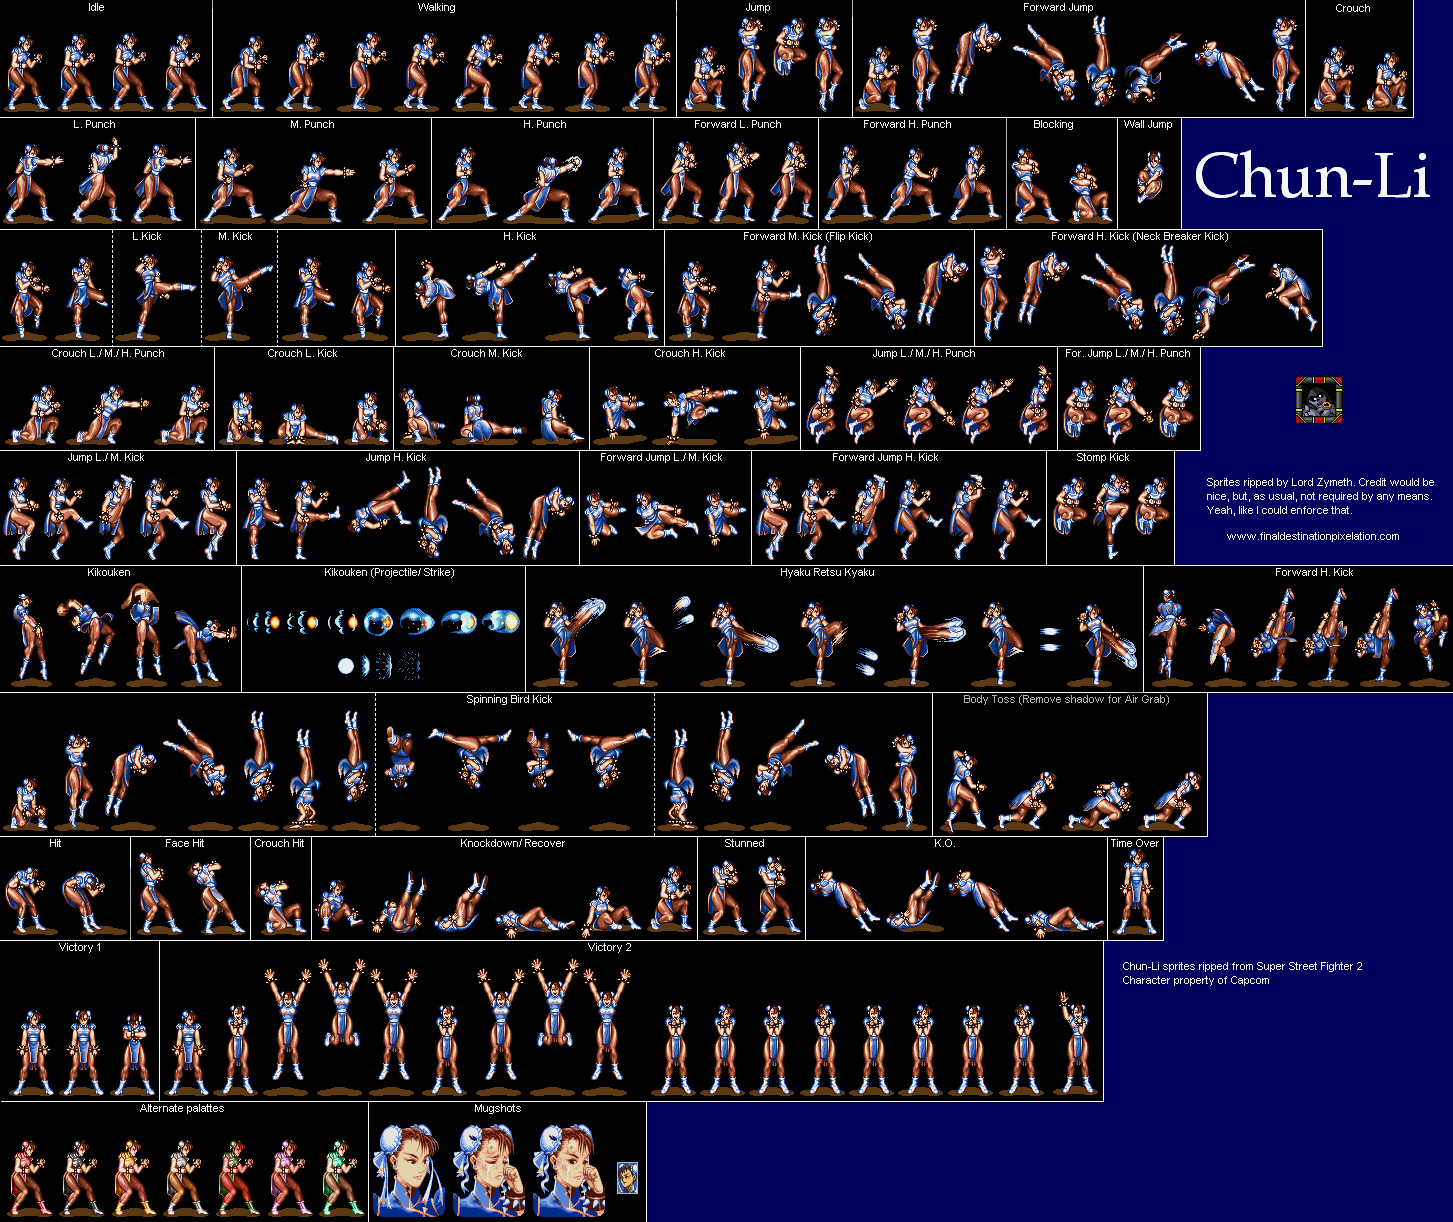 Idle
Walking
Jump
Forward Jump
Crouch
L. Punch
M. Punch
H. Punch
Forward L. Punch
Forward H. Punch
Blocking
Wall Jump
Chun-Li
L.Kick
M. Kick
H. Kick
Forward M. Kick (Flip Kick)
Forward H. Kick (Neck Breaker Kick)
Crouch L./ M./ H. Punch
Crouch L. Kick
Crouch M. Kick
Crouch H. Kick
Jump L./ M./ H. Punch
For. Jump L./ M./ H. Punch
Jump L./ M. Kick
Jump H. Kick
Forward Jump L./ M. Kick
Forward Jump H. Kick
Stomp Kick
Sprites ripped by Lord Zymeth. Credit would be
nice, but, as usual, not required by any means.
Yeah, like I could enforce that.
www.finaldestinationpixelation.com
Kikouken
Kikouken (Projectile/ Strike)
Hyaku Retsu Kyaku
Forward H. Kick
Spinning Bird Kick
Body Toss (Remove shadow for Air Grab)
Hit
Face Hit
Crouch Hit
Knockdown/ Recover
Stunned
K.O.
Time Over
Victory 1
Victory 2
Chun-Li sprites ripped from Super Street Fighter 2
Character property of Capcom
Alternate palattes
Mugshots